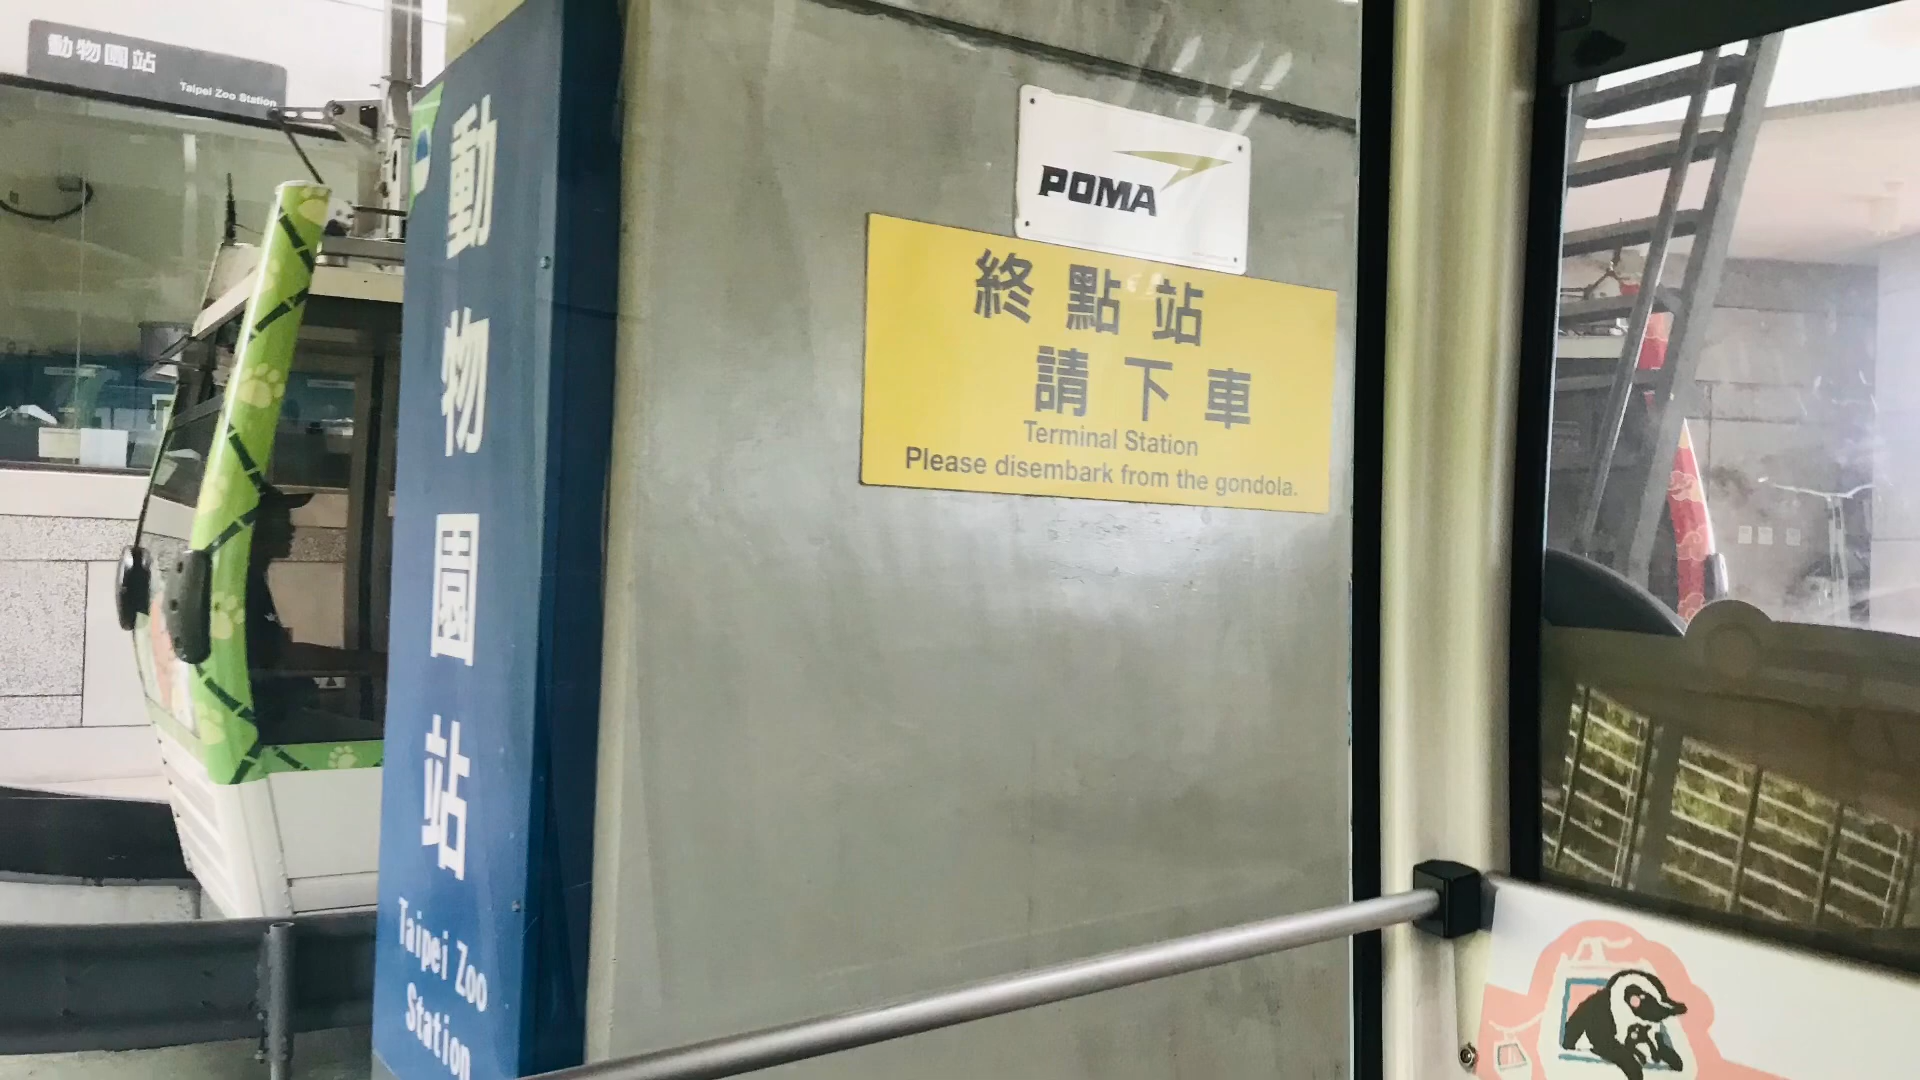 動物園站
Taipei Zoo Station
動物園站
Taipei Zoo
Station
POMA
終點站
請下車
Terminal Station
Please disembark from the gondola.